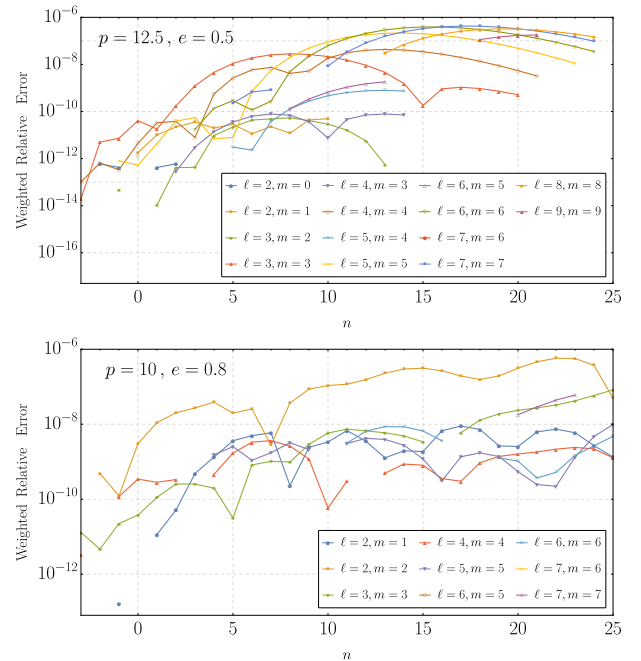 10⁻⁶
p = 12.5 , e = 0.5
10⁻⁸
10⁻¹⁰
10⁻¹²
10⁻¹⁴
10⁻¹⁶
Weighted Relative Error
ℓ = 2, m = 0 ℓ = 4, m = 3 ℓ = 6, m = 5 ℓ = 8, m = 8
ℓ = 2, m = 1 ℓ = 4, m = 4 ℓ = 6, m = 6 ℓ = 9, m = 9
ℓ = 3, m = 2 ℓ = 5, m = 4 ℓ = 7, m = 6
ℓ = 3, m = 3 ℓ = 5, m = 5 ℓ = 7, m = 7
0 5 10 15 20 25
n
10⁻⁶
p = 10 , e = 0.8
10⁻⁸
10⁻¹⁰
10⁻¹²
Weighted Relative Error
ℓ = 2, m = 1 ℓ = 4, m = 4 ℓ = 6, m = 6
ℓ = 2, m = 2 ℓ = 5, m = 5 ℓ = 7, m = 6
ℓ = 3, m = 3 ℓ = 6, m = 5 ℓ = 7, m = 7
0 5 10 15 20 25
n